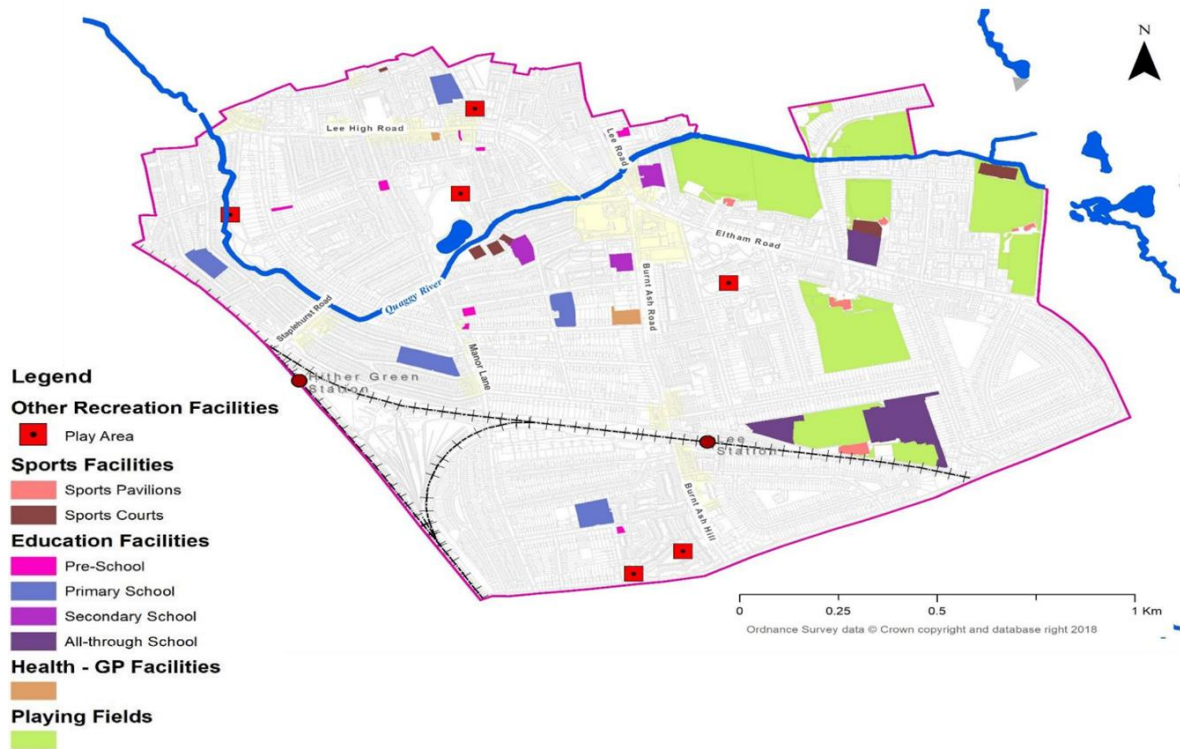 N
Lee High Road
Lee Road
Eltham Road
Burnt Ash Road
Quaggy River
Staplehurst Road
Manor Lane
Hither Green
Station
Lee
Station
Burnt Ash Hill
Legend
Other Recreation Facilities
Play Area
Sports Facilities
Sports Pavilions
Sports Courts
Education Facilities
Pre-School
Primary School
Secondary School
All-through School
Health - GP Facilities
Playing Fields
0 0.25 0.5 1 Km
Ordnance Survey data © Crown copyright and database right 2018